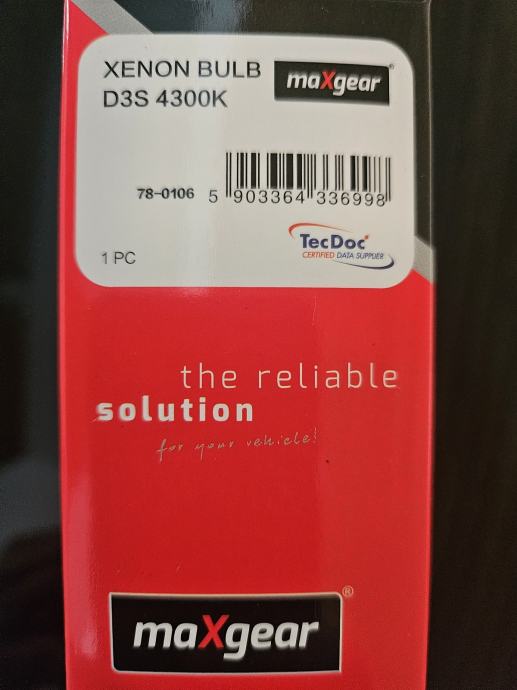 XENON BULB
D3S 4300K
maXgear®
78-0106
5 903364 336998
TecDoc
CERTIFIED DATA SUPPLIER
1 PC
the reliable
solution
for your vehicle!
maXgear®